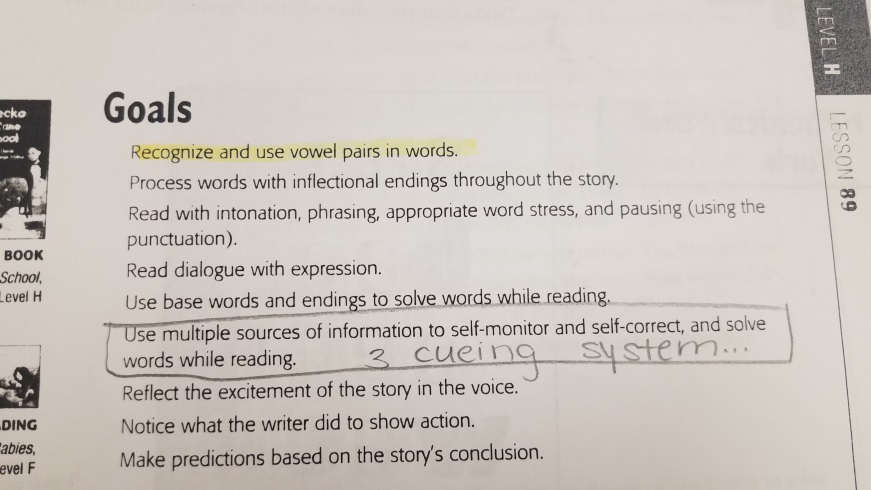 LEVEL H
LESSON 89
Goals
Recognize and use vowel pairs in words.
Process words with inflectional endings throughout the story.
Read with intonation, phrasing, appropriate word stress, and pausing (using the
punctuation).
Read dialogue with expression.
Use base words and endings to solve words while reading.
Use multiple sources of information to self-monitor and self-correct, and solve
words while reading. 3 cueing system...
Reflect the excitement of the story in the voice.
Notice what the writer did to show action.
Make predictions based on the story's conclusion.
ecko
BOOK
School,
Level H
DING
abies,
evel F